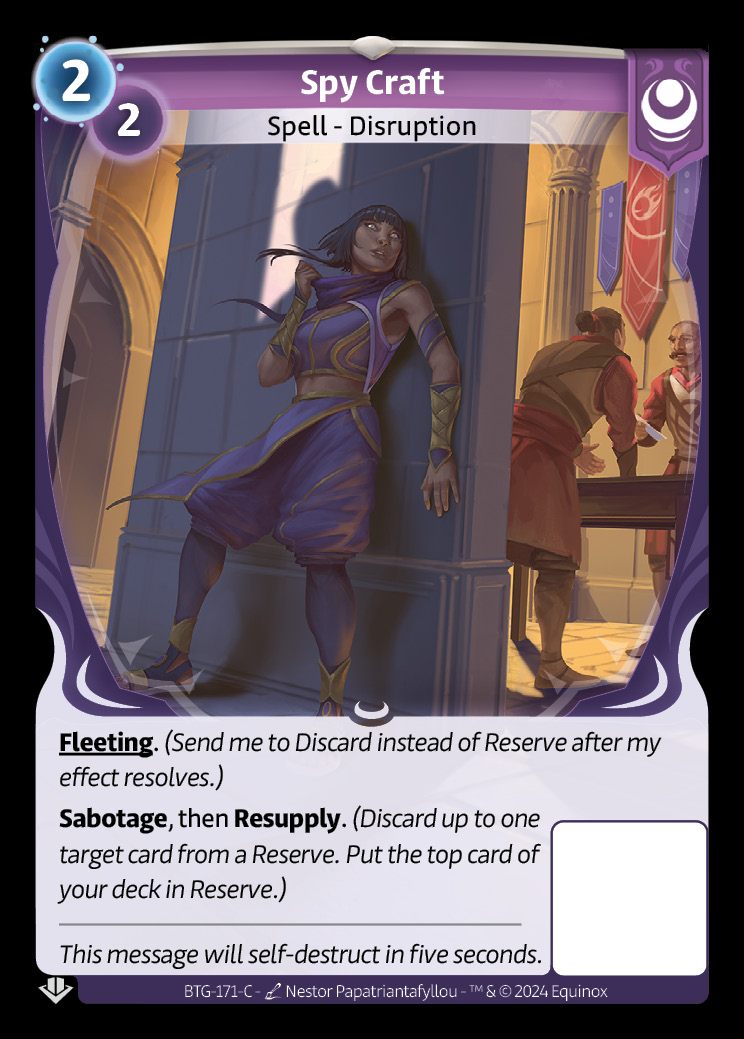 2
Spy Craft
2
Spell - Disruption
Fleeting. (Send me to Discard instead of Reserve after my
effect resolves.)
Sabotage, then Resupply. (Discard up to one
target card from a Reserve. Put the top card of
your deck in Reserve.)
This message will self-destruct in five seconds.
BTG-171-C - Nestor Papatriantafyllou - ™ & © 2024 Equinox